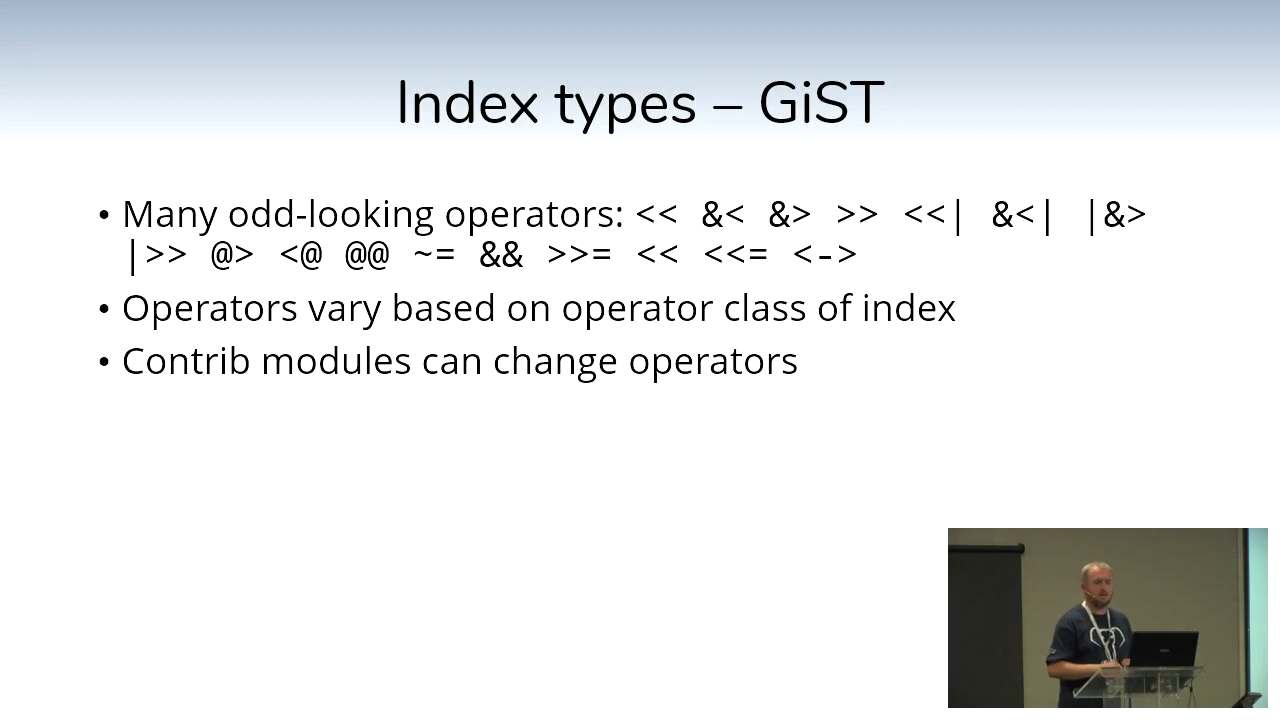 Index types – GiST
• Many odd-looking operators: << &< &> >> <<| &<| |&>
|>> @> <@ @@ ~= && >>= << <<= <->
• Operators vary based on operator class of index
• Contrib modules can change operators